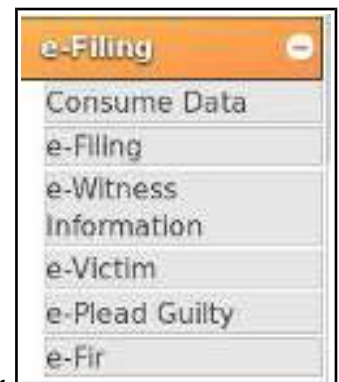 e-Filing
Consume Data
e-Filing
e-Witness
Information
e-Victim
e-Plead Guilty
e-Fir